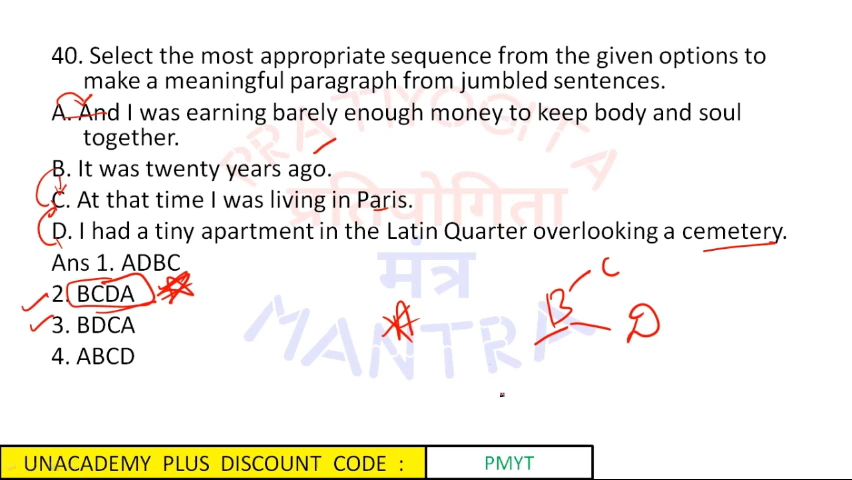 40. Select the most appropriate sequence from the given options to
make a meaningful paragraph from jumbled sentences.
A. And I was earning barely enough money to keep body and soul
together.
B. It was twenty years ago.
C. At that time I was living in Paris.
D. I had a tiny apartment in the Latin Quarter overlooking a cemetery.
Ans 1. ADBC
2. BCDA
3. BDCA
4. ABCD
A
B C
D
PRATIYOGITA
प्रतियोगिता
मंत्र
MANTRA
UNACADEMY PLUS DISCOUNT CODE :
PMYT